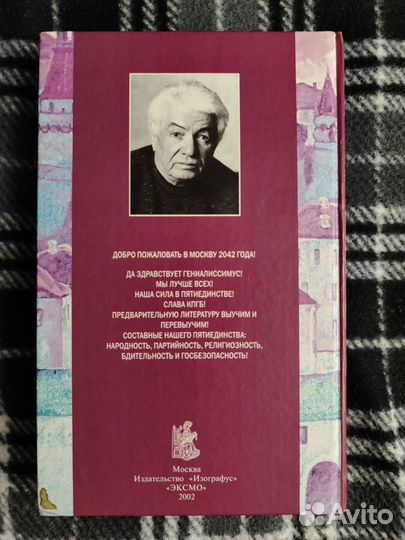 ДОБРО ПОЖАЛОВАТЬ В МОСКВУ 2042 ГОДА!
ДА ЗДРАВСТВУЕТ ГЕНИАЛИССИМУС!
МЫ ЛУЧШЕ ВСЕХ!
НАША СИЛА В ПЯТИЕДИНСТВЕ!
СЛАВА КПГБ!
ПРЕДВАРИТЕЛЬНУЮ ЛИТЕРАТУРУ ВЫУЧИМ И
ПЕРЕВЫУЧИМ!
СОСТАВНЫЕ НАШЕГО ПЯТИЕДИНСТВА:
НАРОДНОСТЬ, ПАРТИЙНОСТЬ, РЕЛИГИОЗНОСТЬ,
БДИТЕЛЬНОСТЬ И ГОСБЕЗОПАСНОСТЬ!
Москва
Издательство «Изографус»
«ЭКСМО»
2002
Avito